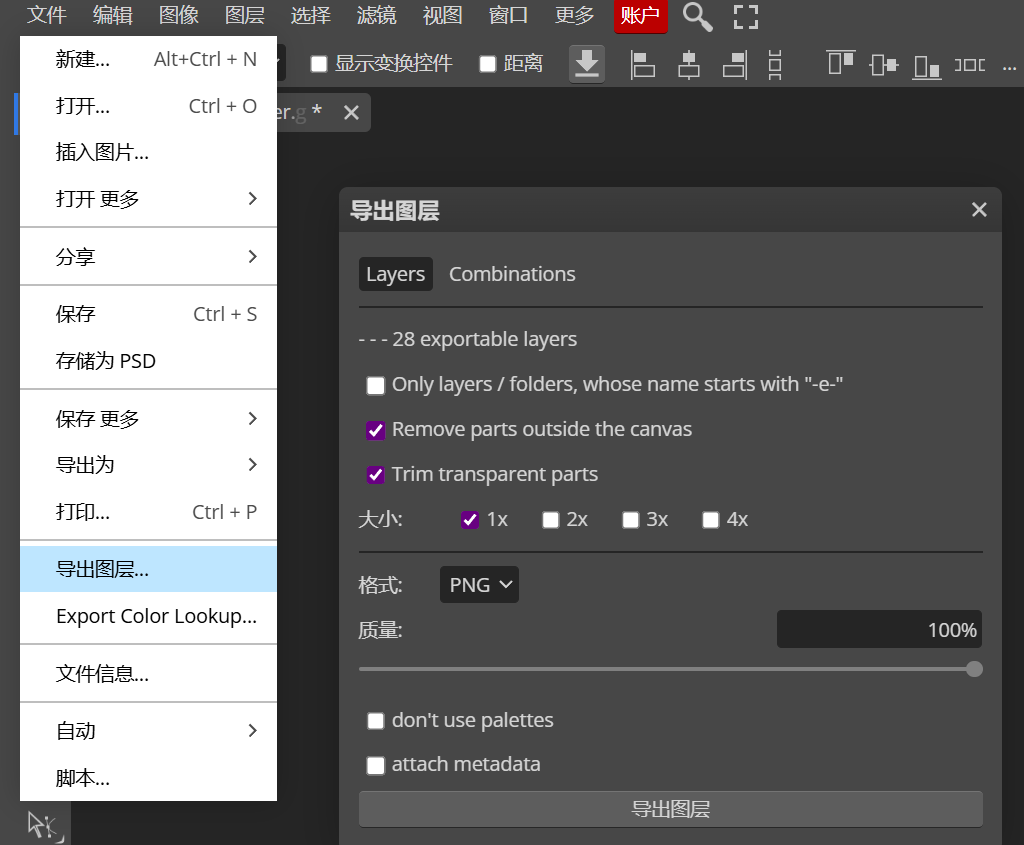 文件 编辑 图像 图层 选择 滤镜 视图 窗口 更多 账户
显示变换控件 距离 ...
er.g *
新建... Alt+Ctrl + N
打开... Ctrl + O
插入图片...
打开 更多
分享
保存 Ctrl + S
存储为 PSD
保存 更多
导出为
打印... Ctrl + P
导出图层...
Export Color Lookup...
文件信息...
自动
脚本...
导出图层
Layers Combinations
- - - 28 exportable layers
Only layers / folders, whose name starts with "-e-"
Remove parts outside the canvas
Trim transparent parts
大小: 1x 2x 3x 4x
格式: PNG
质量: 100%
don't use palettes
attach metadata
导出图层